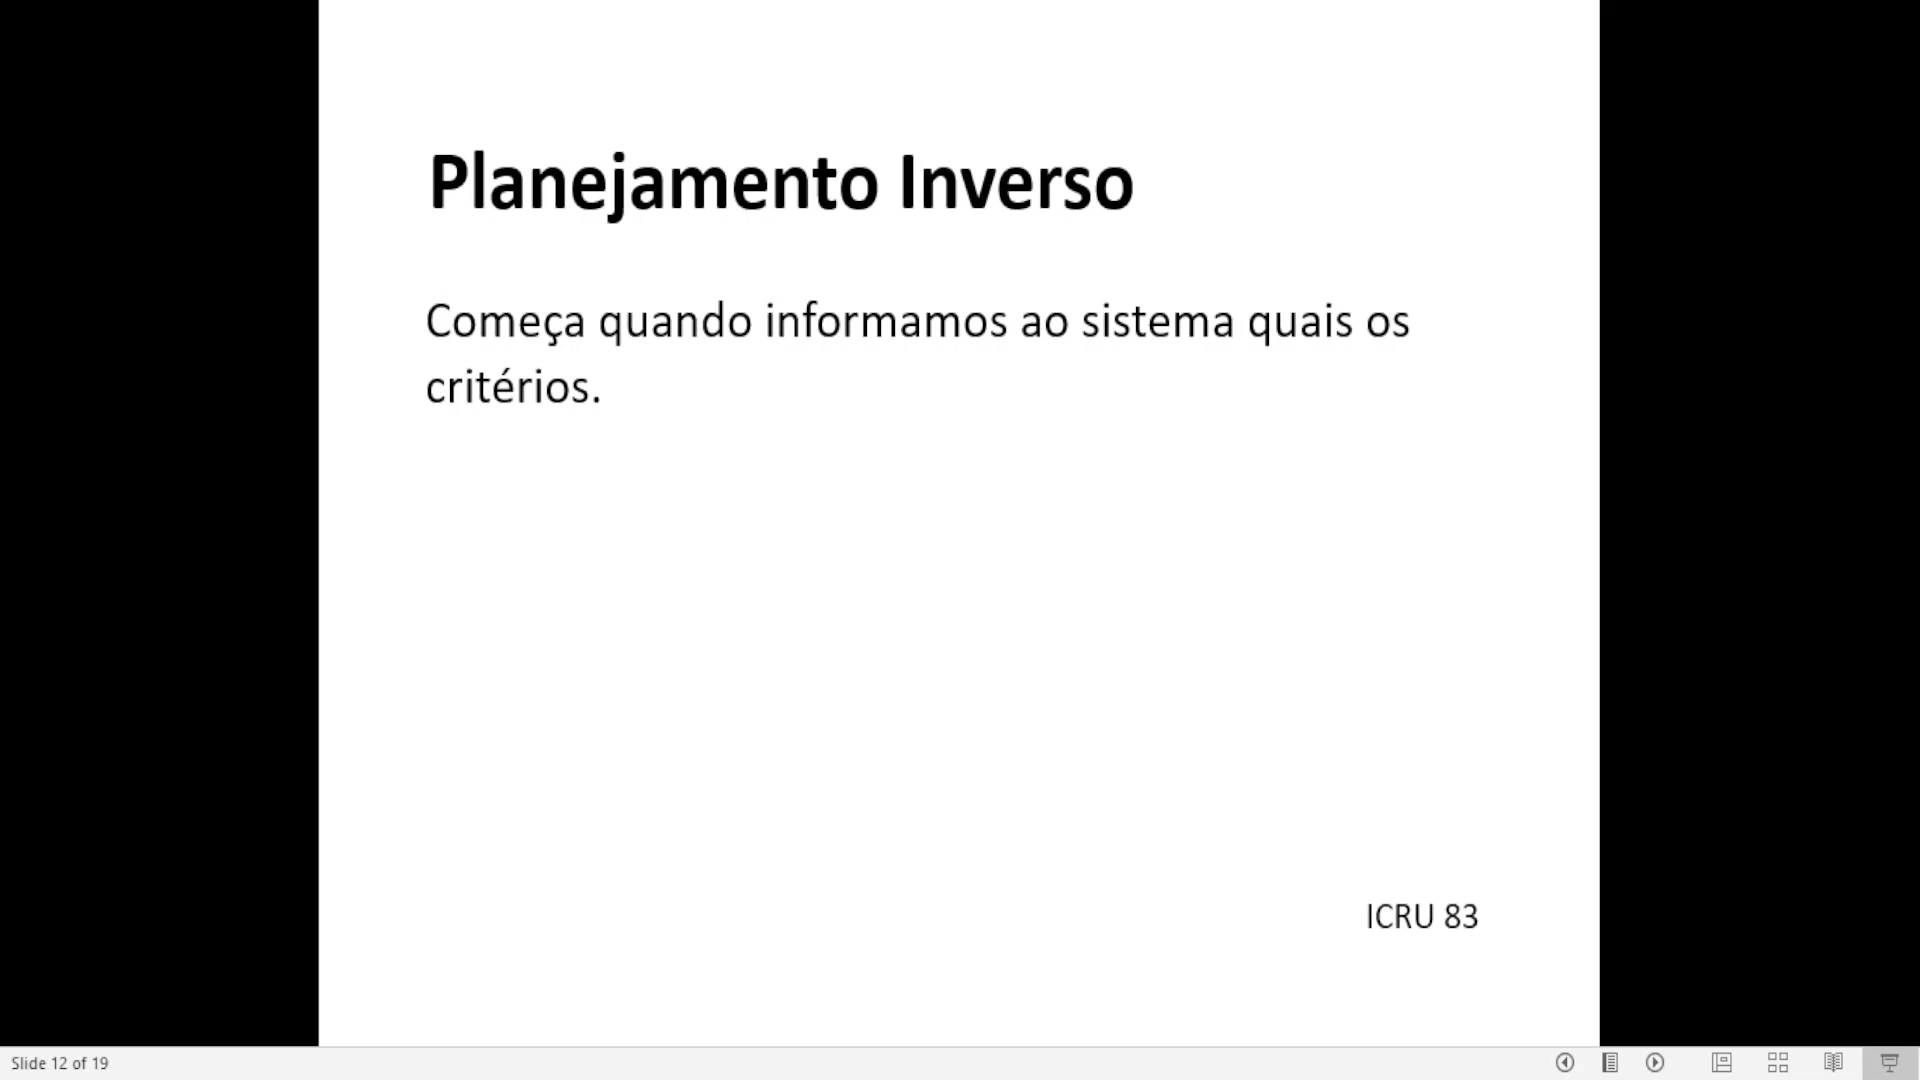 Planejamento Inverso
Começa quando informamos ao sistema quais os
critérios.
ICRU 83
Slide 12 of 19